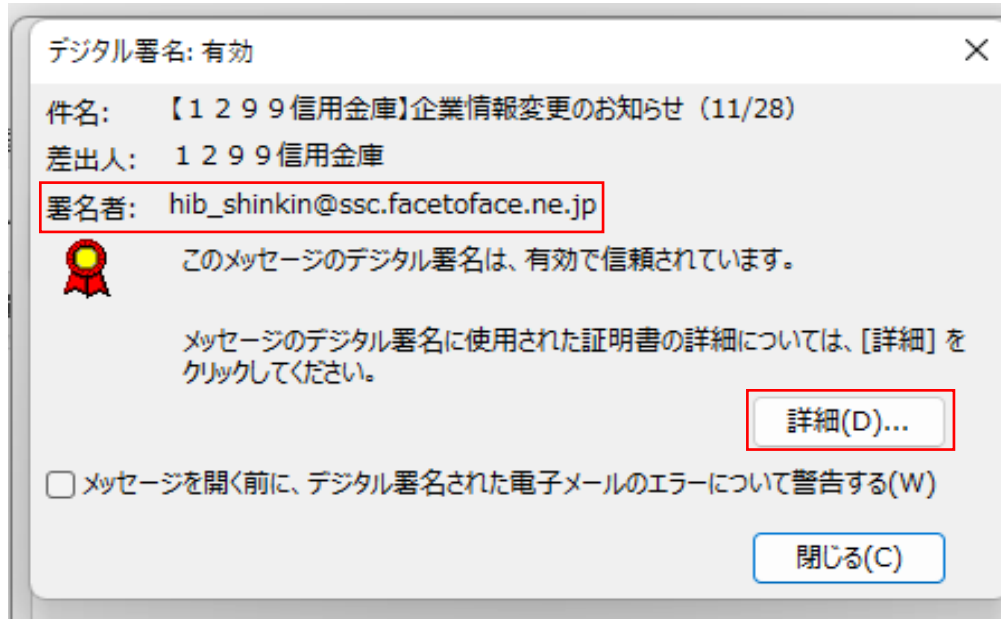 デジタル署名: 有効
件名: 【１２９９信用金庫】企業情報変更のお知らせ（11/28）
差出人: １２９９信用金庫
署名者: hib_shinkin@ssc.facetoface.ne.jp
このメッセージのデジタル署名は、有効で信頼されています。
メッセージのデジタル署名に使用された証明書の詳細については、[詳細] を
クリックしてください。
詳細(D)...
メッセージを開く前に、デジタル署名された電子メールのエラーについて警告する(W)
閉じる(C)